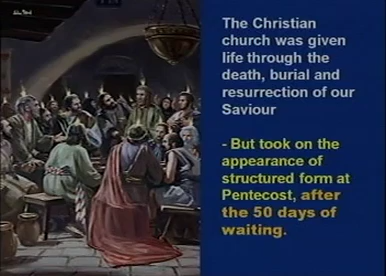 The Christian
church was given
life through the
death, burial and
resurrection of our
Saviour
- But took on the
appearance of
structured form at
Pentecost, after
the 50 days of
waiting.